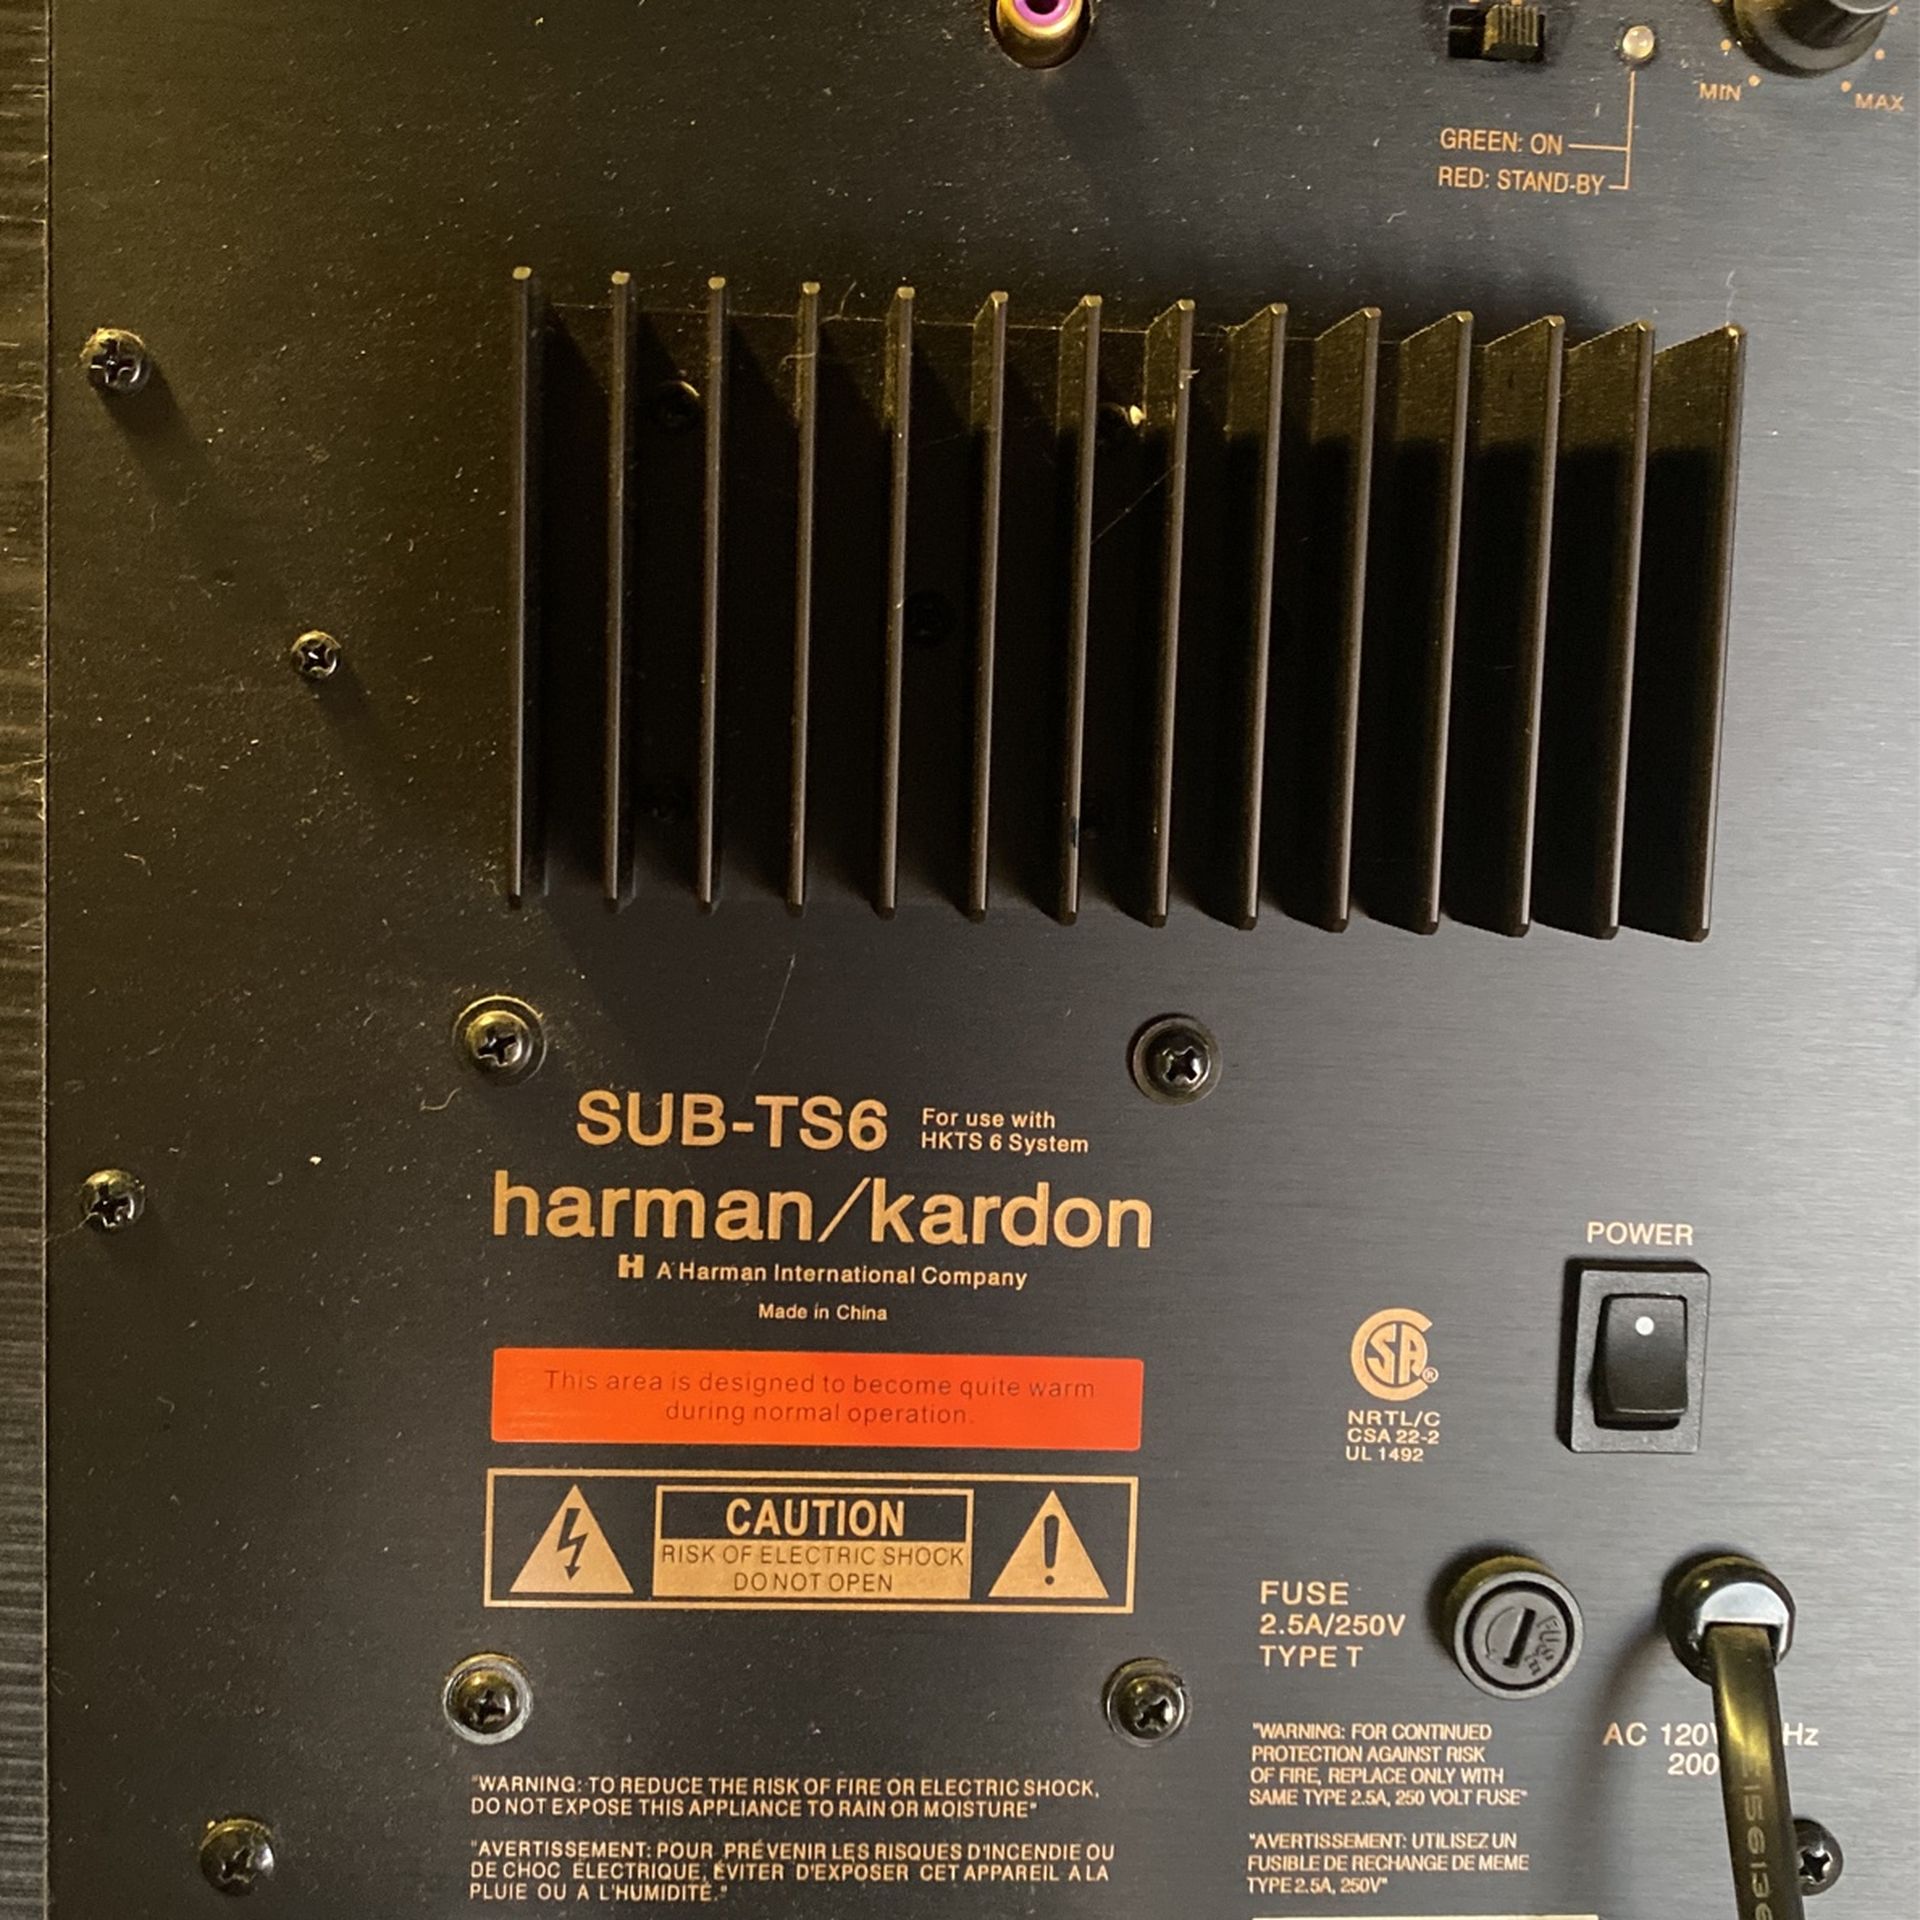 MIN
MAX
GREEN: ON
RED: STAND-BY
SUB-TS6
For use with
HKTS 6 System
harman/kardon
A Harman International Company
Made in China
This area is designed to become quite warm
during normal operation.
CAUTION
RISK OF ELECTRIC SHOCK
DO NOT OPEN
"WARNING: TO REDUCE THE RISK OF FIRE OR ELECTRIC SHOCK,
DO NOT EXPOSE THIS APPLIANCE TO RAIN OR MOISTURE"
"AVERTISSEMENT: POUR PRÉVENIR LES RISQUES D'INCENDIE OU
DE CHOC ÉLECTRIQUE, ÉVITER D'EXPOSER CET APPAREIL A LA
PLUIE OU A L'HUMIDITÉ."
POWER
CSA®
NRTL/C
CSA 22-2
UL 1492
FUSE
2.5A/250V
TYPE T
"WARNING: FOR CONTINUED
PROTECTION AGAINST RISK
OF FIRE, REPLACE ONLY WITH
SAME TYPE 2.5A, 250 VOLT FUSE"
"AVERTISSEMENT: UTILISEZ UN
FUSIBLE DE RECHANGE DE MEME
TYPE 2.5A, 250V"
AC 120V Hz
200